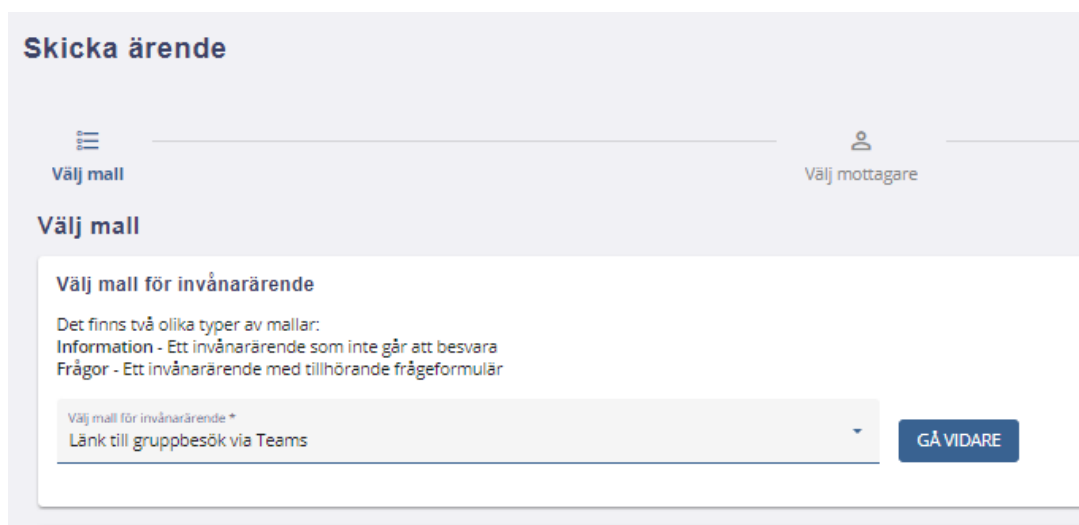 Skicka ärende
Välj mall
Välj mottagare
Välj mall
Välj mall för invånarärende
Det finns två olika typer av mallar:
Information - Ett invånarärende som inte går att besvara
Frågor - Ett invånarärende med tillhörande frågeformulär
Välj mall för invånarärende *
Länk till gruppbesök via Teams
GÅ VIDARE